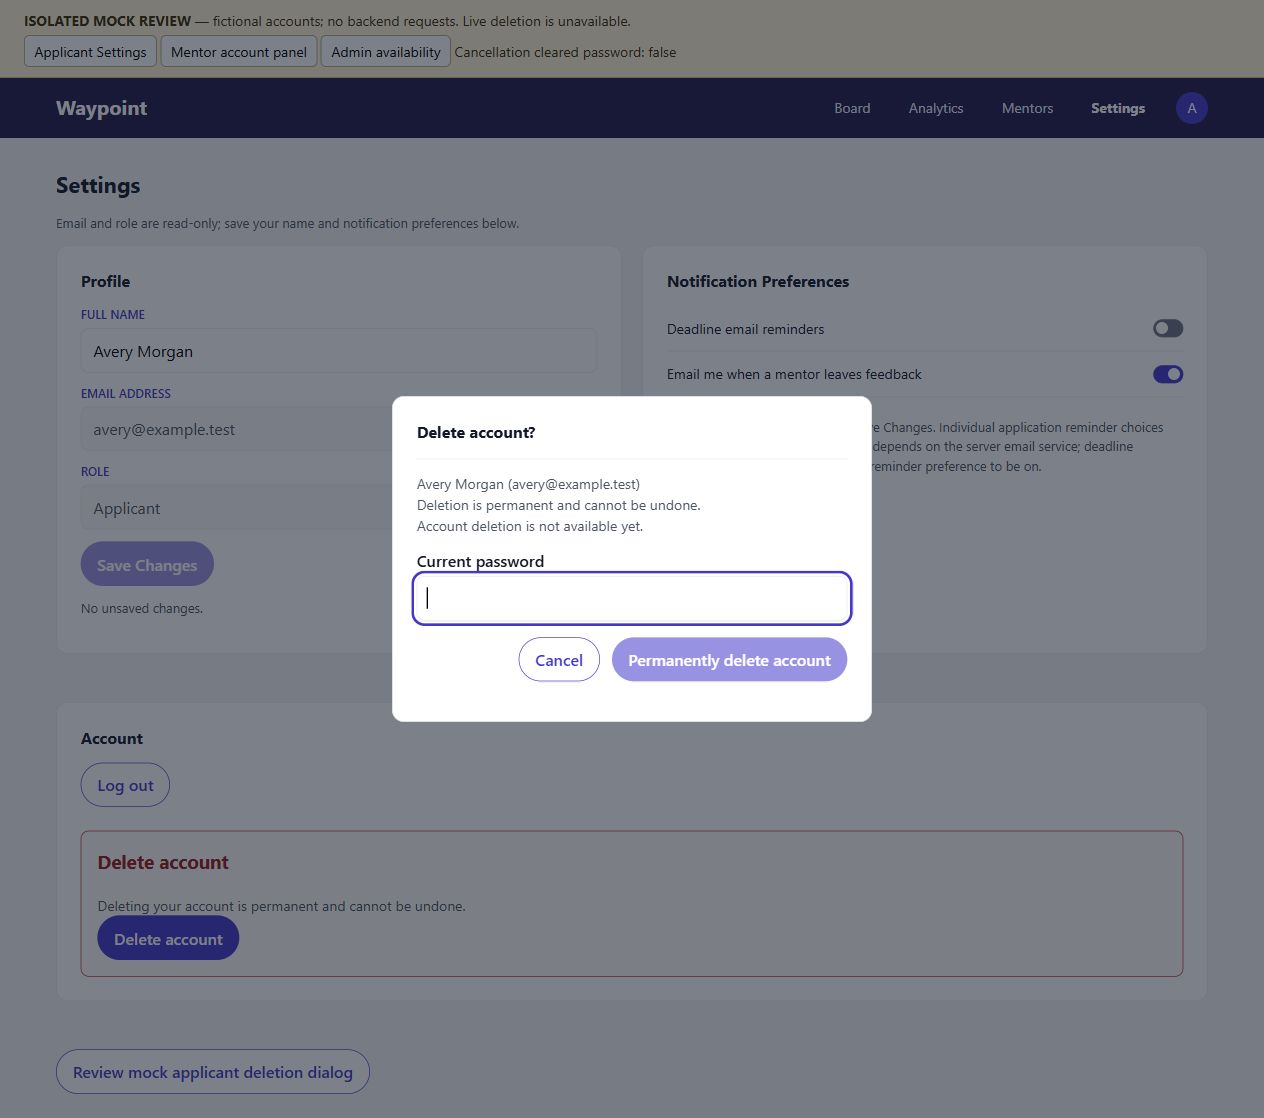 ISOLATED MOCK REVIEW — fictional accounts; no backend requests. Live deletion is unavailable.
Applicant Settings Mentor account panel Admin availability Cancellation cleared password: false
Waypoint Board Analytics Mentors Settings A
Settings
Email and role are read-only; save your name and notification preferences below.
Profile
FULL NAME
Avery Morgan
EMAIL ADDRESS
avery@example.test
ROLE
Applicant
Save Changes
No unsaved changes.
Notification Preferences
Deadline email reminders
Email me when a mentor leaves feedback
Changes. Individual application reminder choices
depends on the server email service; deadline
reminder preference to be on.
Delete account?
Avery Morgan (avery@example.test)
Deletion is permanent and cannot be undone.
Account deletion is not available yet.
Current password
Cancel Permanently delete account
Account
Log out
Delete account
Deleting your account is permanent and cannot be undone.
Delete account
Review mock applicant deletion dialog